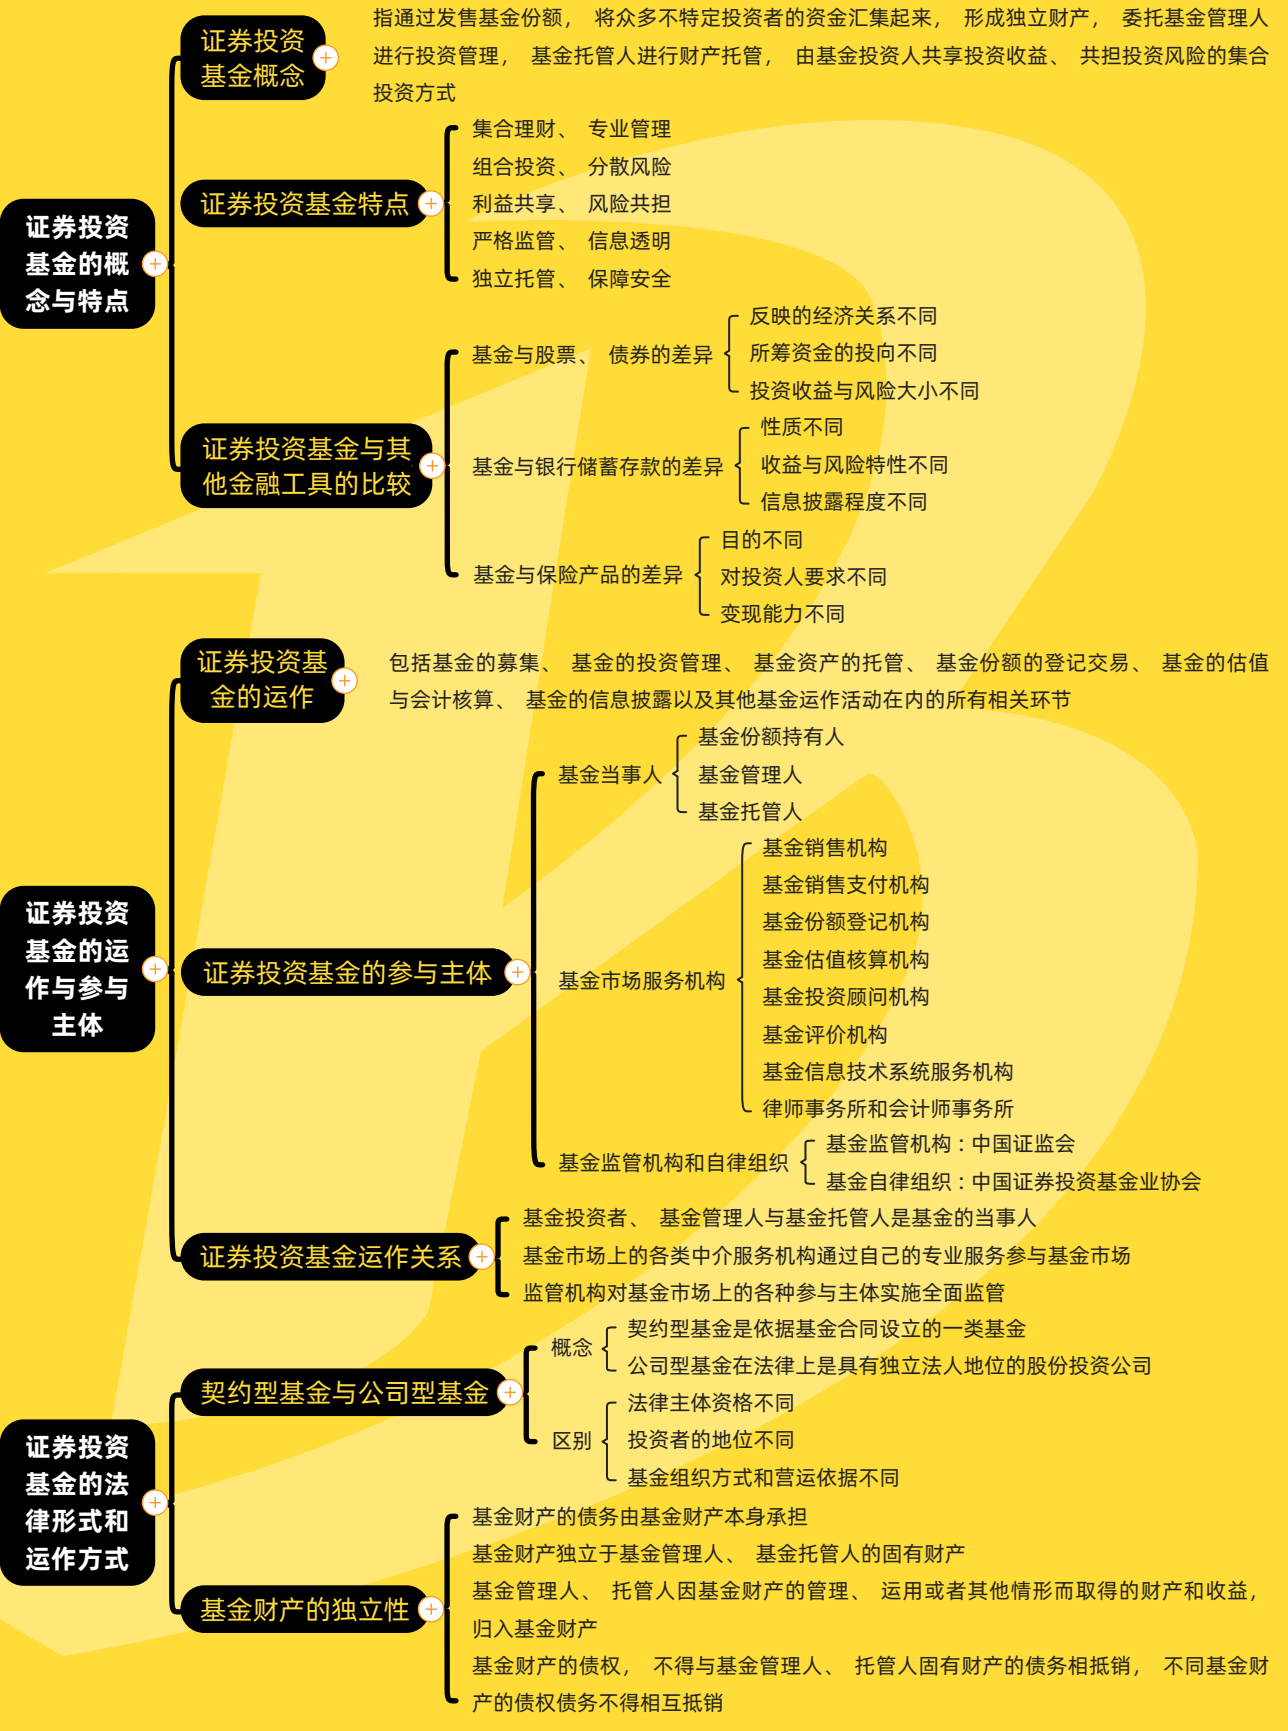 证券投资
基金的概
念与特点
证券投资
基金概念
指通过发售基金份额， 将众多不特定投资者的资金汇集起来， 形成独立财产， 委托基金管理人
进行投资管理， 基金托管人进行财产托管， 由基金投资人共享投资收益、 共担投资风险的集合
投资方式
证券投资基金特点
集合理财、 专业管理
组合投资、 分散风险
利益共享、 风险共担
严格监管、 信息透明
独立托管、 保障安全
证券投资基金与其
他金融工具的比较
基金与股票、 债券的差异
反映的经济关系不同
所筹资金的投向不同
投资收益与风险大小不同
基金与银行储蓄存款的差异
性质不同
收益与风险特性不同
信息披露程度不同
基金与保险产品的差异
目的不同
对投资人要求不同
变现能力不同
证券投资
基金的运
作与参与
主体
证券投资基
金的运作
包括基金的募集、 基金的投资管理、 基金资产的托管、 基金份额的登记交易、 基金的估值
与会计核算、 基金的信息披露以及其他基金运作活动在内的所有相关环节
证券投资基金的参与主体
基金当事人
基金份额持有人
基金管理人
基金托管人
基金市场服务机构
基金销售机构
基金销售支付机构
基金份额登记机构
基金估值核算机构
基金投资顾问机构
基金评价机构
基金信息技术系统服务机构
律师事务所和会计师事务所
基金监管机构和自律组织
基金监管机构：中国证监会
基金自律组织：中国证券投资基金业协会
证券投资基金运作关系
基金投资者、 基金管理人与基金托管人是基金的当事人
基金市场上的各类中介服务机构通过自己的专业服务参与基金市场
监管机构对基金市场上的各种参与主体实施全面监管
证券投资
基金的法
律形式和
运作方式
契约型基金与公司型基金
概念
契约型基金是依据基金合同设立的一类基金
公司型基金在法律上是具有独立法人地位的股份投资公司
区别
法律主体资格不同
投资者的地位不同
基金组织方式和营运依据不同
基金财产的独立性
基金财产的债务由基金财产本身承担
基金财产独立于基金管理人、 基金托管人的固有财产
基金管理人、 托管人因基金财产的管理、 运用或者其他情形而取得的财产和收益，
归入基金财产
基金财产的债权， 不得与基金管理人、 托管人固有财产的债务相抵销， 不同基金财
产的债权债务不得相互抵销